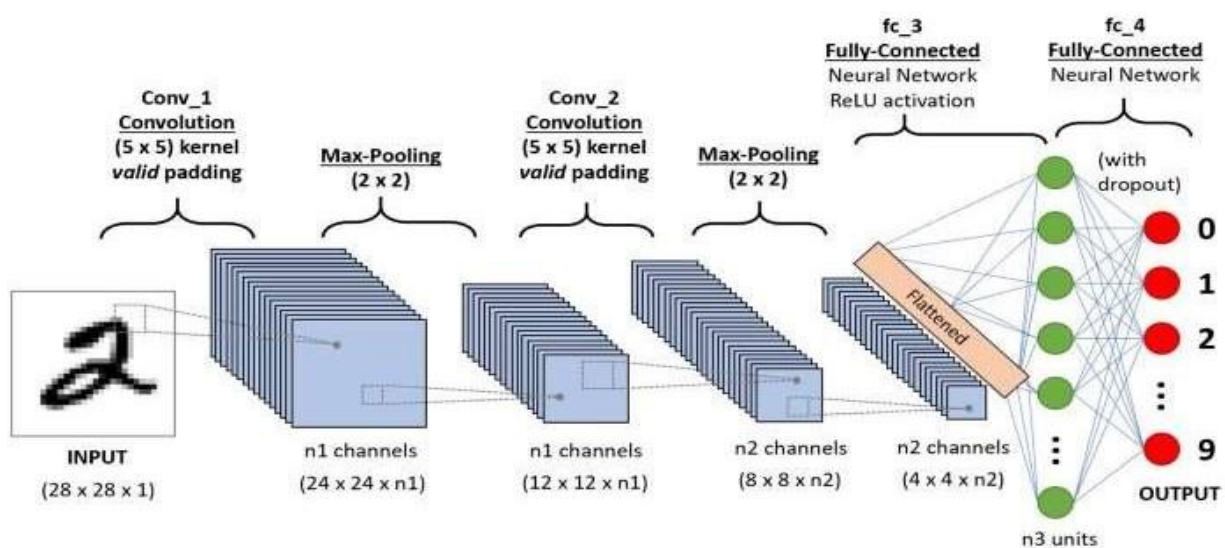 fc_3
Fully-Connected
Neural Network
ReLU activation
fc_4
Fully-Connected
Neural Network
Conv_1
Convolution
(5 x 5) kernel
valid padding
Max-Pooling
(2 x 2)
Conv_2
Convolution
(5 x 5) kernel
valid padding
Max-Pooling
(2 x 2)
(with
dropout)
Flattened
0
1
2
...
9
...
2
INPUT
(28 x 28 x 1)
n1 channels
(24 x 24 x n1)
n1 channels
(12 x 12 x n1)
n2 channels
(8 x 8 x n2)
n2 channels
(4 x 4 x n2)
n3 units
OUTPUT